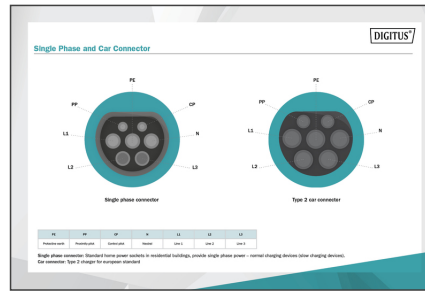 DIGITUS®
Single Phase and Car Connector
PE
PP
CP
L1
N
L2
L3
Single phase connector
PE
PP
CP
L1
N
L2
L3
Type 2 car connector
PE PP CP N L1 L2 L3
Protective earth Proximity pilot Control pilot Neutral Line 1 Line 2 Line 3
Single phase connector: Standard home power sockets in residential buildings, provide single phase power – normal charging devices (slow charging devices).
Car connector: Type 2 charger for european standard